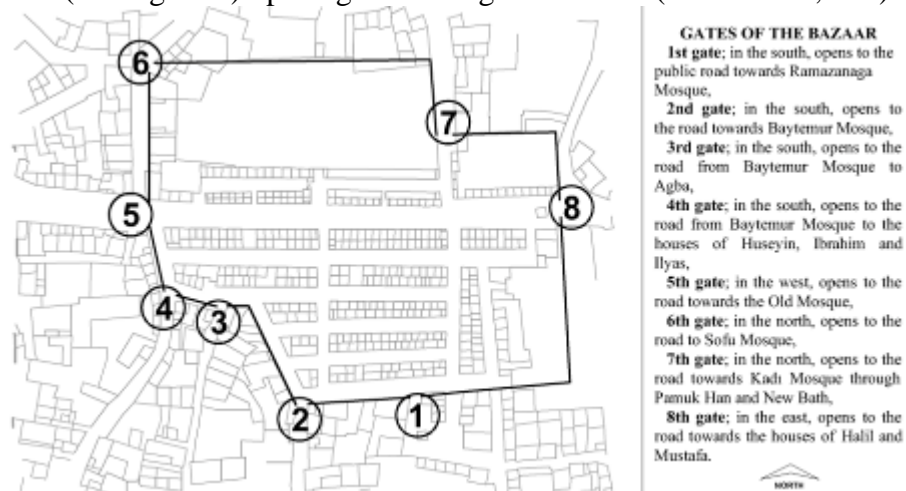 GATES OF THE BAZAAR
1st gate; in the south, opens to the
public road towards Ramazanaga
Mosque,
2nd gate; in the south, opens to
the road towards Baytemur Mosque,
3rd gate; in the south, opens to the
road from Baytemur Mosque to
Agba,
4th gate; in the south, opens to the
road from Baytemur Mosque to the
houses of Huseyin, Ibrahim and
Ilyas,
5th gate; in the west, opens to the
road towards the Old Mosque,
6th gate; in the north, opens to the
road to Sofu Mosque,
7th gate; in the north, opens to the
road towards Kadı Mosque through
Pamuk Han and New Bath,
8th gate; in the east, opens to the
road towards the houses of Halil and
Mustafa.
NORTH
6
7
5
8
4
3
2
1